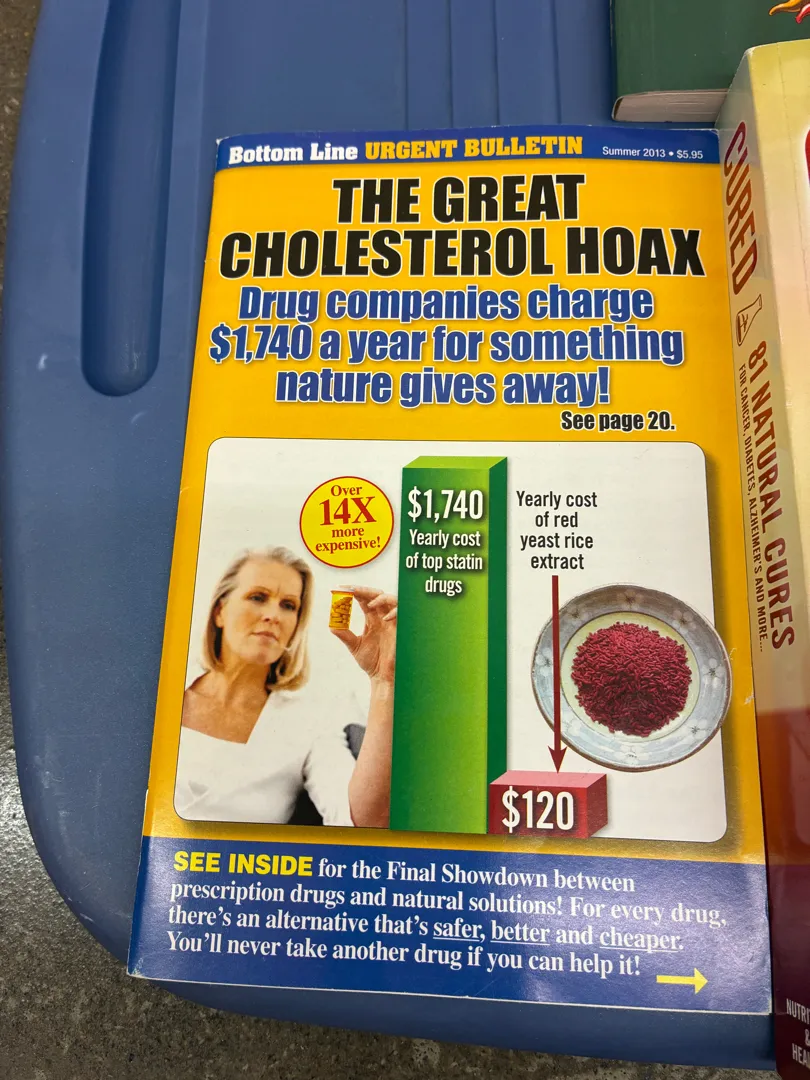 Bottom Line URGENT BULLETIN
Summer 2013 • $5.95
THE GREAT
CHOLESTEROL HOAX
Drug companies charge
$1,740 a year for something
nature gives away!
See page 20.
Over
14X
more
expensive!
$1,740
Yearly cost
of top statin
drugs
Yearly cost
of red
yeast rice
extract
$120
SEE INSIDE for the Final Showdown between
prescription drugs and natural solutions! For every drug,
there's an alternative that's safer, better and cheaper.
You'll never take another drug if you can help it!
CURED
81 NATURAL CURES
FOR CANCER, DIABETES, ALZHEIMER'S AND MORE...